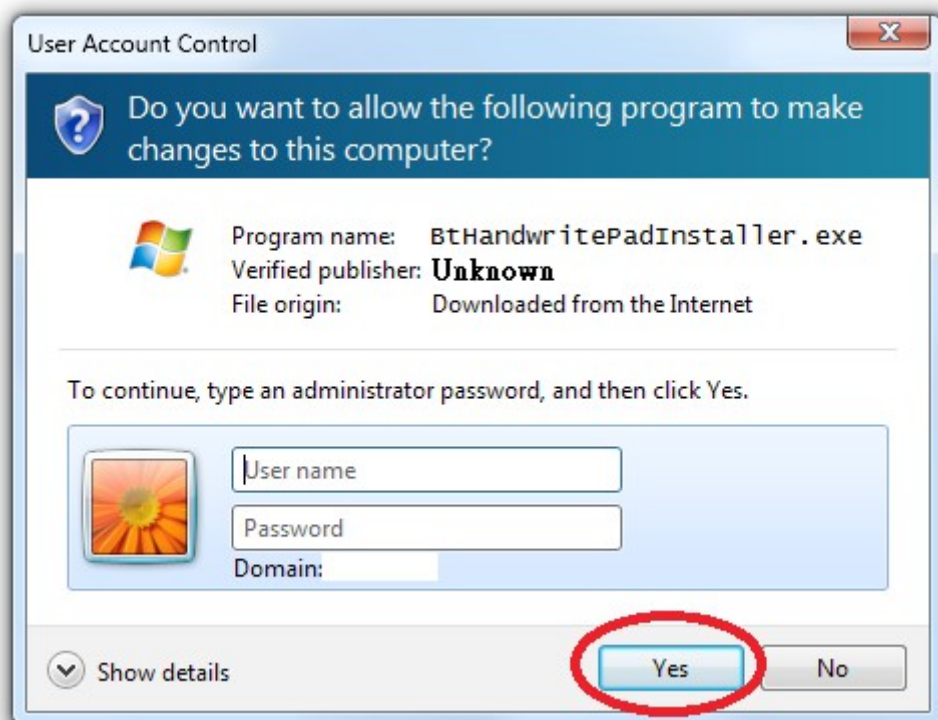 User Account Control
Do you want to allow the following program to make
changes to this computer?
Program name: BtHandwritePadInstaller.exe
Verified publisher: Unknown
File origin: Downloaded from the Internet
To continue, type an administrator password, and then click Yes.
User name
Password
Domain:
Show details
Yes
No